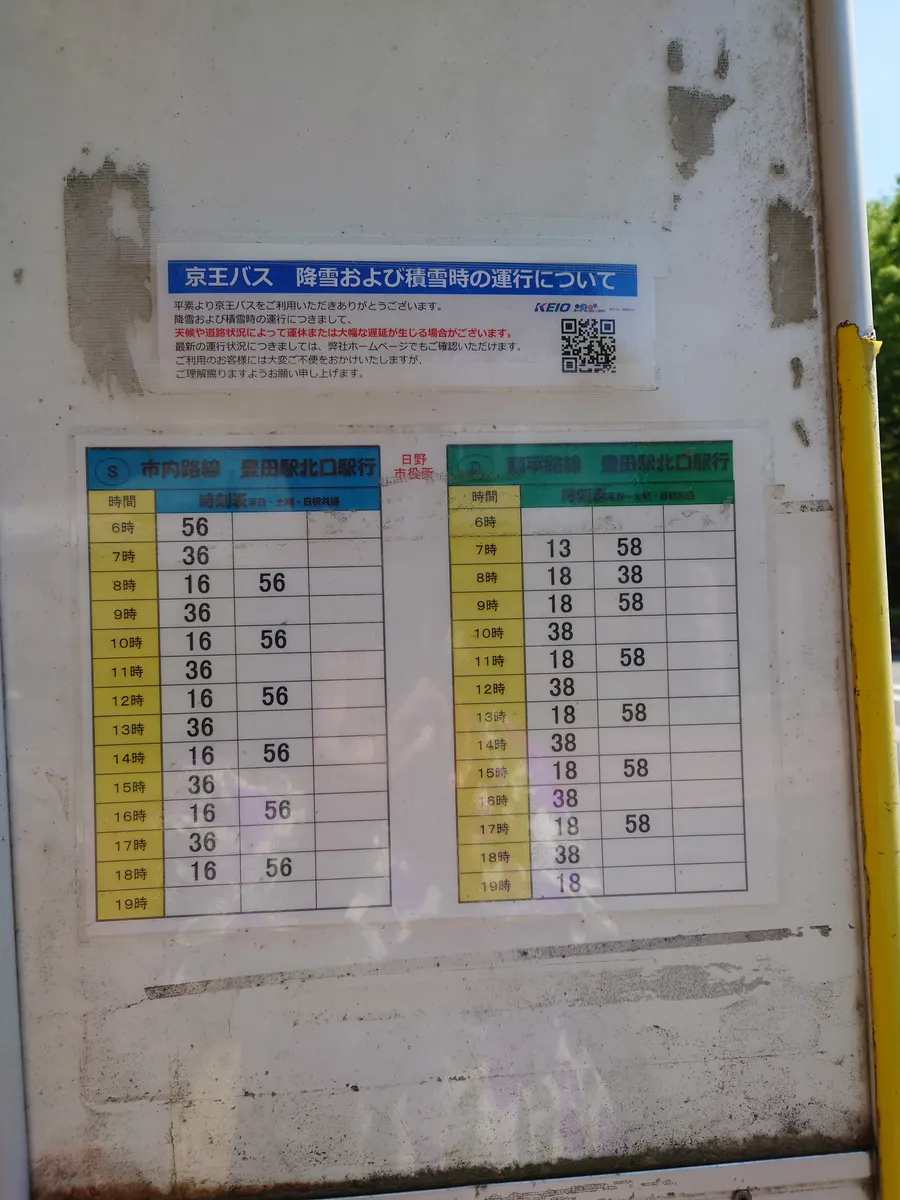 京王バス　降雪および積雪時の運行について
平素より京王バスをご利用いただきありがとうございます。
降雪および積雪時の運行につきまして、
天候や道路状況によって運休または大幅な遅延が生じる場合がございます。
最新の運行状況につきましては、弊社ホームページでもご確認いただけます。
ご利用のお客様には大変ご不便をおかけいたしますが、
ご理解賜りますようお願い申し上げます。
KEIO
日野
市役所
S 市内路線　豊田駅北口駅行
時間 時刻表 平日・土曜・日祝共通
6時 56
7時 36
8時 16 56
9時 36
10時 16 56
11時 36
12時 16 56
13時 36
14時 16 56
15時 36
16時 16 56
17時 36
18時 16 56
19時
路線　豊田駅北口駅行
時間 時刻表
6時
7時 13 58
8時 18 38
9時 18 58
10時 38
11時 18 58
12時 38
13時 18 58
14時 38
15時 18 58
16時 38
17時 18 58
18時 38
19時 18